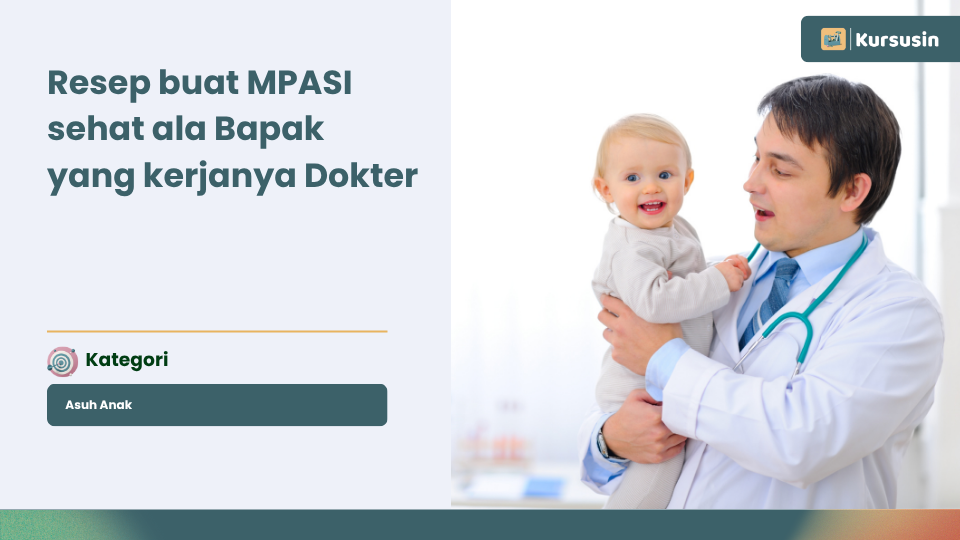 Kursusin
Resep buat MPASI
sehat ala Bapak
yang kerjanya Dokter
Kategori
Asuh Anak